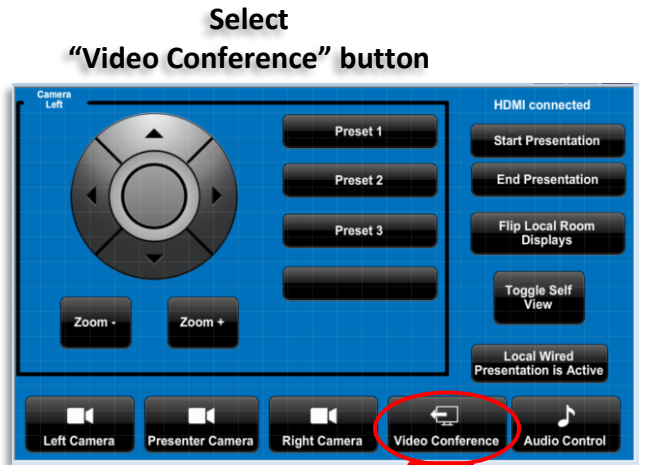 Select
“Video Conference” button
Camera
Left
HDMI connected
Preset 1
Start Presentation
Preset 2
End Presentation
Preset 3
Flip Local Room
Displays
Toggle Self
View
Zoom -
Zoom +
Local Wired
Presentation is Active
Left Camera
Presenter Camera
Right Camera
Video Conference
Audio Control